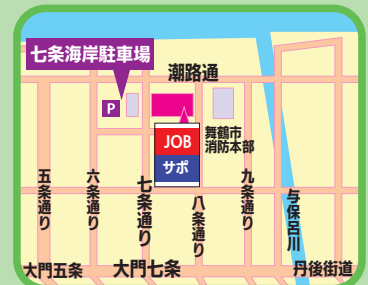 七条海岸駐車場
潮路通
P
JOB
サポ
舞鶴市
消防本部
五条通り
六条通り
七条通り
八条通り
九条通り
与保呂川
大門五条
大門七条
丹後街道